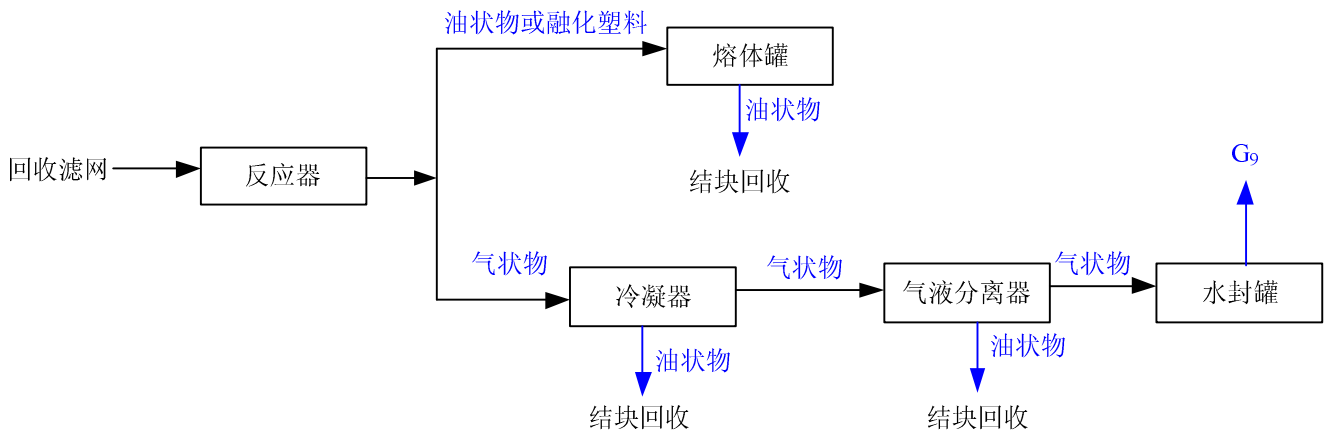 油状物或融化塑料
熔体罐
油状物
结块回收
回收滤网
反应器
G₉
气状物
冷凝器
气状物
气液分离器
气状物
水封罐
油状物
结块回收
油状物
结块回收